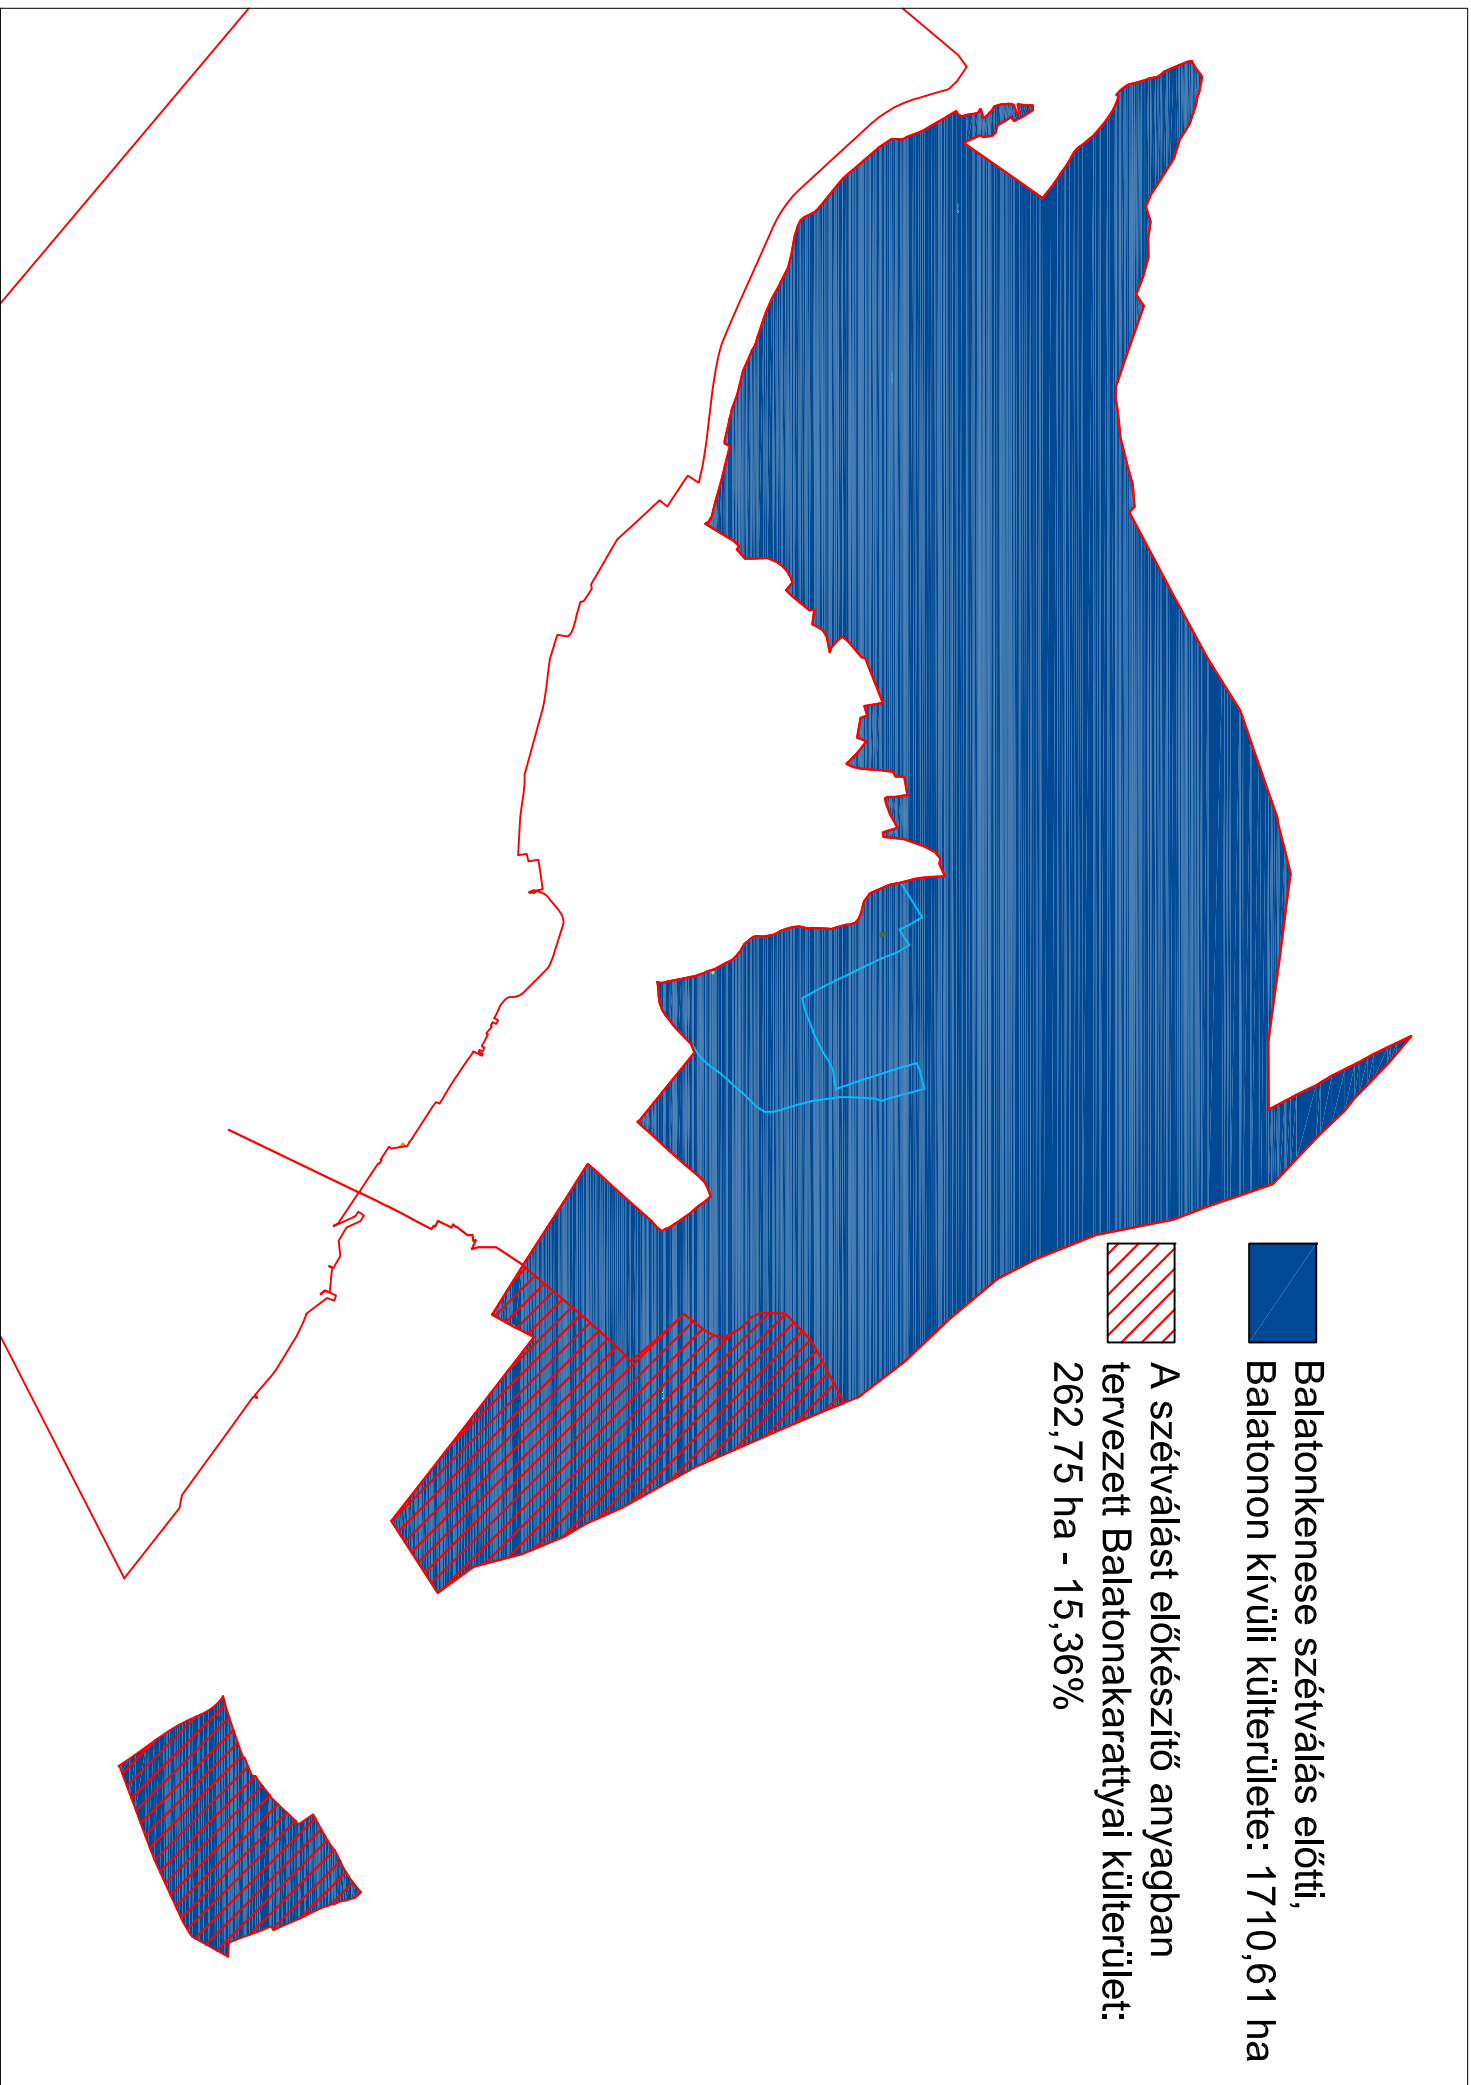 Balatonkenese szétválás előtti,
Balatonon kívüli külterülete: 1710,61 ha
A szétválást előkészítő anyagban
tervezett Balatonakarattyai külterület:
262,75 ha - 15,36%